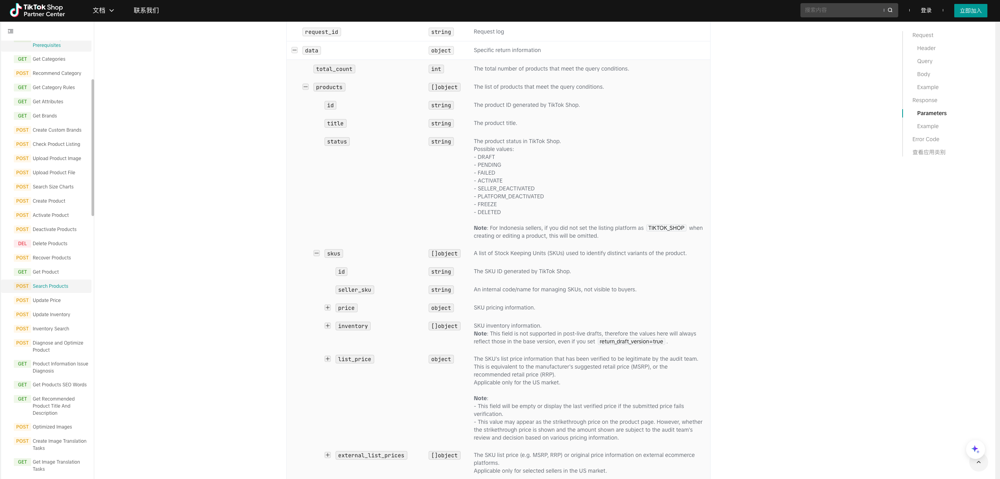 TikTok Shop
Partner Center
文档
联系我们
搜索内容
登录
立即加入
Prerequisites
GET Get Categories
POST Recommend Category
GET Get Category Rules
GET Get Attributes
GET Get Brands
POST Create Custom Brands
POST Check Product Listing
POST Upload Product Image
POST Upload Product File
POST Search Size Charts
POST Create Product
POST Activate Product
POST Deactivate Products
DEL Delete Products
POST Recover Products
GET Get Product
POST Search Products
POST Update Price
POST Update Inventory
POST Inventory Search
POST Diagnose and Optimize
Product
GET Product Information Issue
Diagnosis
GET Get Products SEO Words
GET Get Recommended
Product Title And
Description
POST Optimized Images
POST Create Image Translation
Tasks
GET Get Image Translation
Tasks
request_id string Request log
data object Specific return information
total_count int The total number of products that meet the query conditions.
products []object The list of products that meet the query conditions.
id string The product ID generated by TikTok Shop.
title string The product title.
status string The product status in TikTok Shop.
Possible values:
- DRAFT
- PENDING
- FAILED
- ACTIVATE
- SELLER_DEACTIVATED
- PLATFORM_DEACTIVATED
- FREEZE
- DELETED
Note: For Indonesia sellers, if you did not set the listing platform as TIKTOK_SHOP when
creating or editing a product, this will be omitted.
skus []object A list of Stock Keeping Units (SKUs) used to identify distinct variants of the product.
id string The SKU ID generated by TikTok Shop.
seller_sku string An internal code/name for managing SKUs, not visible to buyers.
price object SKU pricing information.
inventory []object SKU inventory information.
Note: This field is not supported in post-live drafts, therefore the values here will always
reflect those in the base version, even if you set return_draft_version=true .
list_price object The SKU's list price information that has been verified to be legitimate by the audit team.
This is equivalent to the manufacturer's suggested retail price (MSRP), or the
recommended retail price (RRP).
Applicable only for the US market.
Note:
- This field will be empty or display the last verified price if the submitted price fails
verification.
- This value may appear as the strikethrough price on the product page. However, whether
the strikethrough price is shown and the amount shown are subject to the audit team's
review and decision based on various pricing information.
external_list_prices []object The SKU list price (e.g. MSRP, RRP) or original price information on external ecommerce
platforms.
Applicable only for selected sellers in the US market.
Request
Header
Query
Body
Example
Response
Parameters
Example
Error Code
查看应用类别